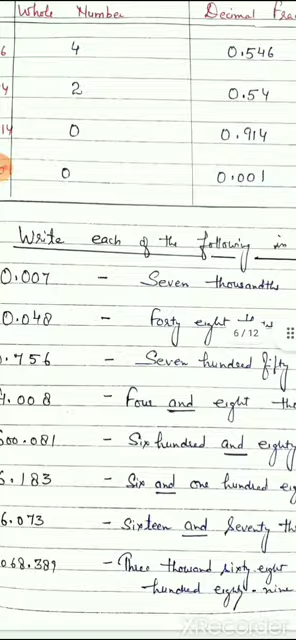 Whole Number Decimal
6 4 0.546
4 2 0.54
14 0 0.914
0 0.001
Write each of the following in
0.007 - Seven thousandths
0.048 - Forty eight
6/12
.756 - Seven hundred fifty
4.008 - Four and eight
600.081 - Six hundred and eighty
6.183 - Six and one hundred
6.073 - Sixteen and Seventy
068.389 - Three thousand sixty eight
hundred eighty-nine
XRecorder